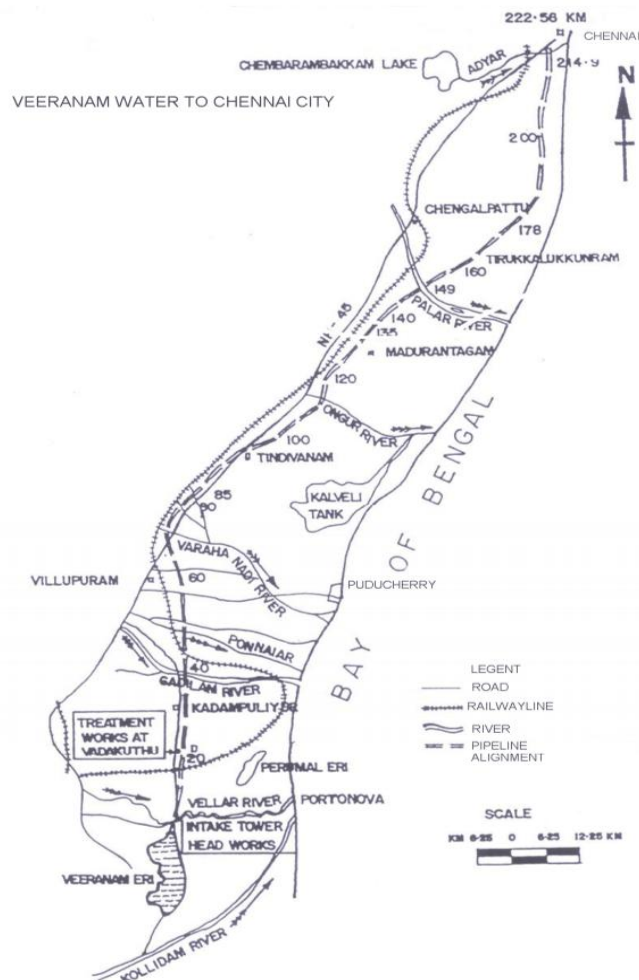 222·56 KM
CHENNAI
CHEMBARAMBAKKAM LAKE
ADYAR
214·9
VEERANAM WATER TO CHENNAI CITY
N
200
CHENGALPATTU
178
TIRUKKALUKKUNRAM
160
149
PALAR RIVER
140
135
NH-45
MADURANTAGAM
120
ONGUR RIVER
100
TINDIVANAM
KALVELI
TANK
85
80
VARAHA NADI RIVER
BAY OF BENGAL
VILLUPURAM
60
PUDUCHERRY
PONNAIAR
40
GADILAM RIVER
LEGENT
ROAD
RAILWAYLINE
RIVER
PIPELINE
ALIGNMENT
TREATMENT
WORKS AT
VADAKUTHU
20
PERUMAL ERI
VELLAR RIVER
PORTONOVA
INTAKE TOWER
HEAD WORKS
SCALE
KM 6·25 0 6·25 12·25 KM
VEERANAM ERI
KOLLIDAM RIVER